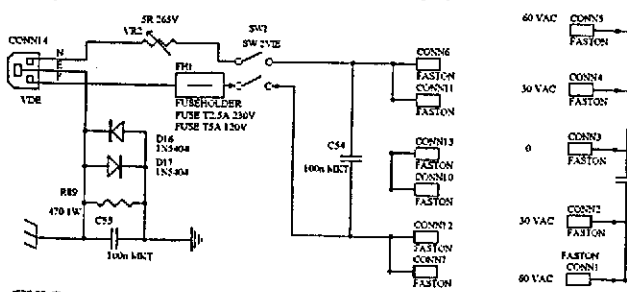 CONN14
N
E
F
VDE
5R 265V
VR2
SW2
SW 2VIE
FH1
FUSEHOLDER
FUSE T2.5A 230V
FUSE T5A 120V
D16
1N5404
D17
1N5404
R89
470 1W
C55
100n MKT
C54
100n MKT
CONN6
FASTON
CONN11
FASTON
CONN13
FASTON
CONN10
FASTON
CONN12
FASTON
CONN7
FASTON
60 VAC
CONN5
FASTON
30 VAC
CONN4
FASTON
0
CONN3
FASTON
30 VAC
CONN2
FASTON
FASTON
60 VAC
CONN1